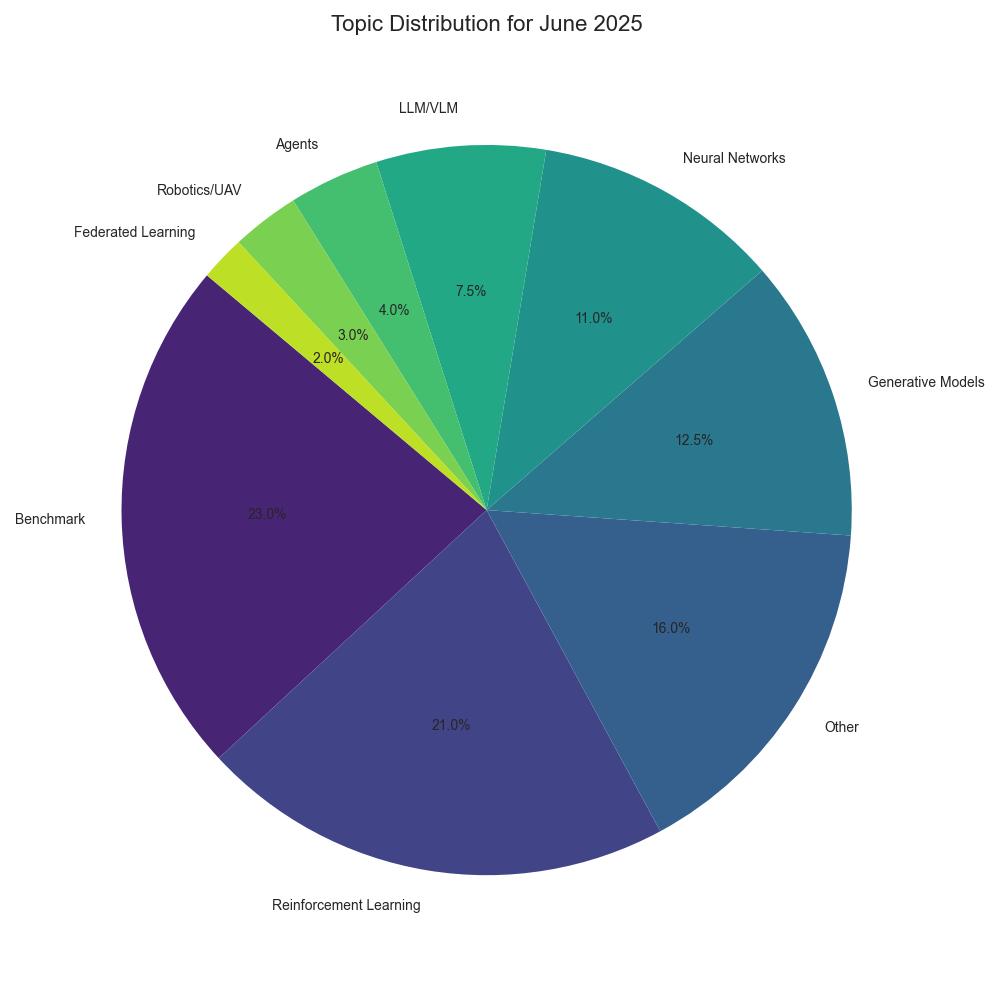 Topic Distribution for June 2025
LLM/VLM
Agents
Neural Networks
Robotics/UAV
Federated Learning
7.5%
4.0%
11.0%
3.0%
2.0%
Generative Models
12.5%
23.0%
Benchmark
16.0%
21.0%
Other
Reinforcement Learning